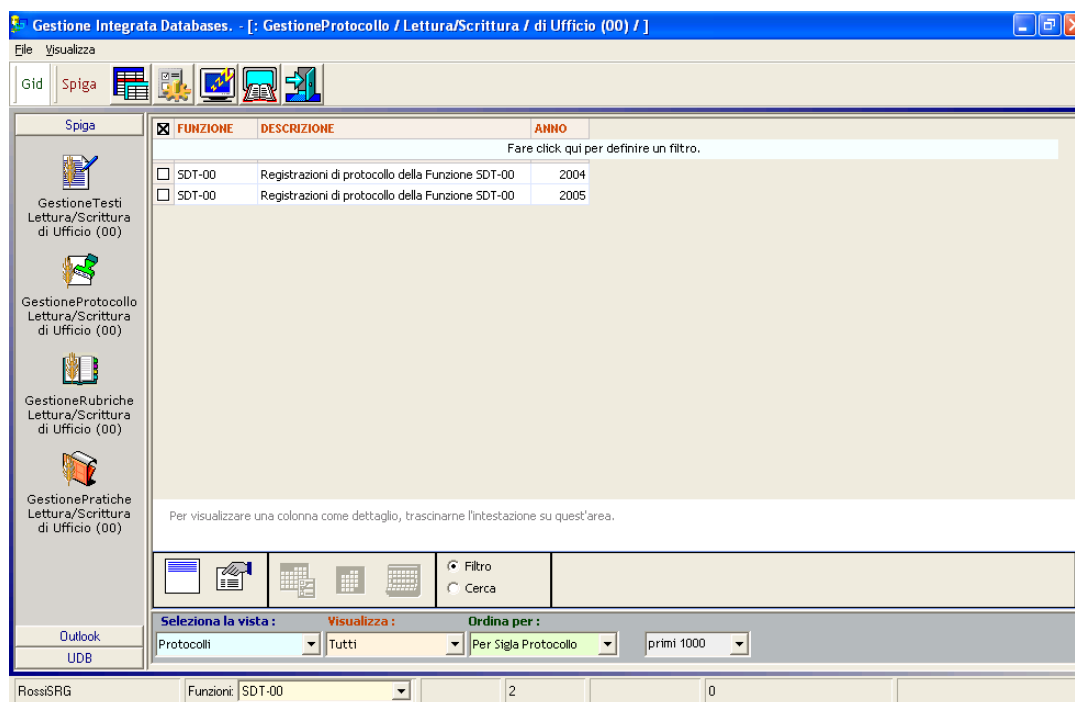 Gestione Integrata Databases. - [: GestioneProtocollo / Lettura/Scrittura / di Ufficio (00) / ]
File Visualizza
Gid Spiga
Spiga
GestioneTesti
Lettura/Scrittura
di Ufficio (00)
GestioneProtocollo
Lettura/Scrittura
di Ufficio (00)
GestioneRubriche
Lettura/Scrittura
di Ufficio (00)
GestionePratiche
Lettura/Scrittura
di Ufficio (00)
Outlook
UDB
FUNZIONE DESCRIZIONE ANNO
Fare click qui per definire un filtro.
SDT-00 Registrazioni di protocollo della Funzione SDT-00 2004
SDT-00 Registrazioni di protocollo della Funzione SDT-00 2005
Per visualizzare una colonna come dettaglio, trascinarne l'intestazione su quest'area.
Filtro
Cerca
Seleziona la vista : Visualizza : Ordina per :
Protocolli Tutti Per Sigla Protocollo primi 1000
RossiSRG Funzioni: SDT-00 2 0